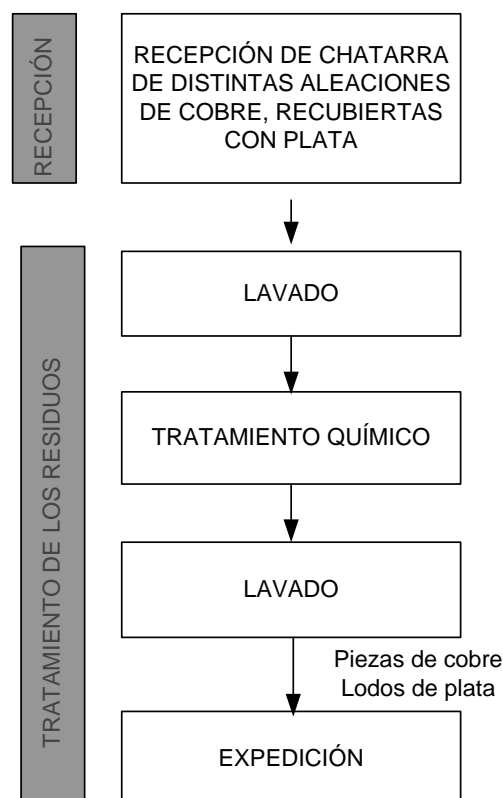 RECEPCIÓN
RECEPCIÓN DE CHATARRA
DE DISTINTAS ALEACIONES
DE COBRE, RECUBIERTAS
CON PLATA
TRATAMIENTO DE LOS RESIDUOS
LAVADO
TRATAMIENTO QUÍMICO
LAVADO
Piezas de cobre
Lodos de plata
EXPEDICIÓN